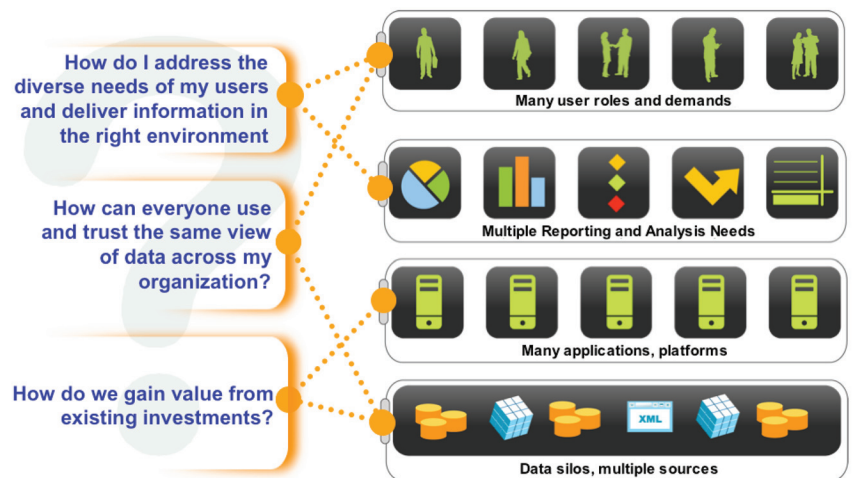 How do I address the
diverse needs of my users
and deliver information in
the right environment
How can everyone use
and trust the same view
of data across my
organization?
How do we gain value from
existing investments?
Many user roles and demands
Multiple Reporting and Analysis Needs
Many applications, platforms
XML
Data silos, multiple sources